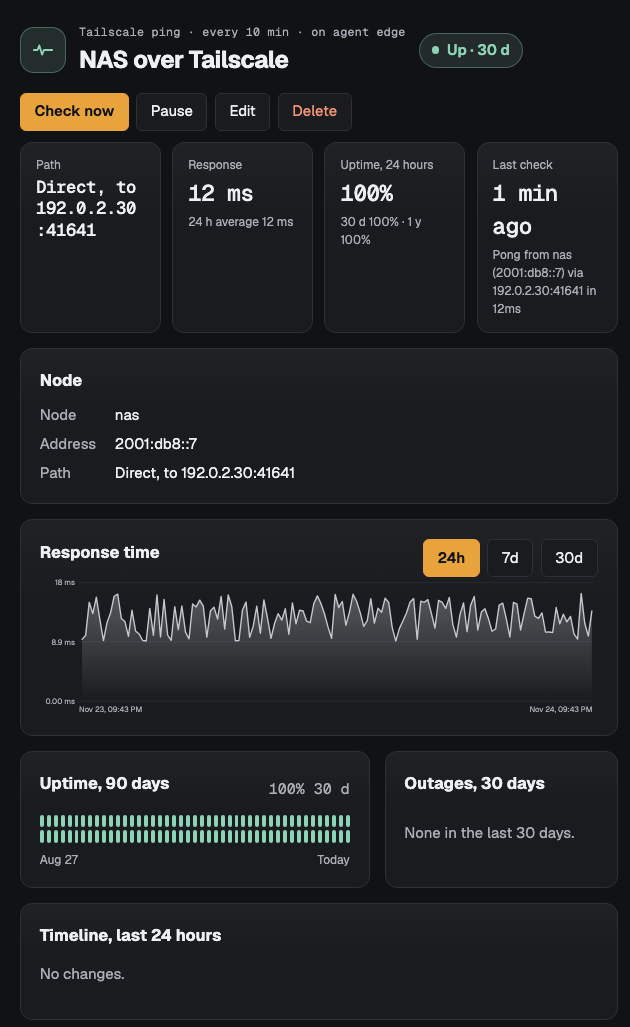 Tailscale ping · every 10 min · on agent edge
NAS over Tailscale
Up · 30 d
Check now
Pause
Edit
Delete
Path
Direct, to
192.0.2.30
:41641
Response
12 ms
24 h average 12 ms
Uptime, 24 hours
100%
30 d 100% · 1 y
100%
Last check
1 min
ago
Pong from nas
(2001:db8::7) via
192.0.2.30:41641 in
12ms
Node
Node nas
Address 2001:db8::7
Path Direct, to 192.0.2.30:41641
Response time
24h
7d
30d
18 ms
8.9 ms
0.00 ms
Nov 23, 09:43 PM
Nov 24, 09:43 PM
Uptime, 90 days
100% 30 d
Aug 27
Today
Outages, 30 days
None in the last 30 days.
Timeline, last 24 hours
No changes.